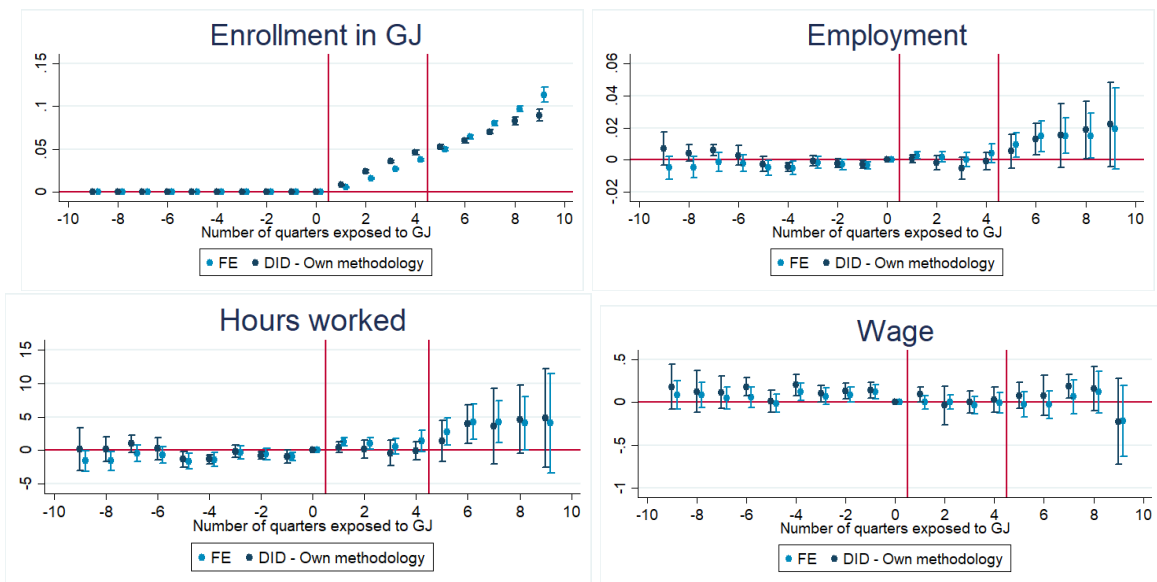 Enrollment in GJ
.15
.1
.05
0
-10 -8 -6 -4 -2 0 2 4 6 8 10
Number of quarters exposed to GJ
FE DID - Own methodology
Employment
.06
.04
.02
0
-.02
-10 -8 -6 -4 -2 0 2 4 6 8 10
Number of quarters exposed to GJ
FE DID - Own methodology
Hours worked
15
10
5
0
-5
-10 -8 -6 -4 -2 0 2 4 6 8 10
Number of quarters exposed to GJ
FE DID - Own methodology
Wage
.5
0
-.5
-1
-10 -8 -6 -4 -2 0 2 4 6 8 10
Number of quarters exposed to GJ
FE DID - Own methodology